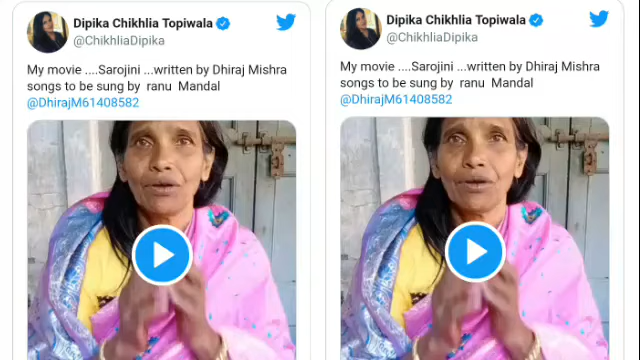 Dipika Chikhlia Topiwala
@ChikhliaDipika
My movie ....Sarojini ...written by Dhiraj Mishra
songs to be sung by  ranu  Mandal
@DhirajM61408582
Dipika Chikhlia Topiwala
@ChikhliaDipika
My movie ....Sarojini ...written by Dhiraj Mishra
songs to be sung by  ranu  Mandal
@DhirajM61408582